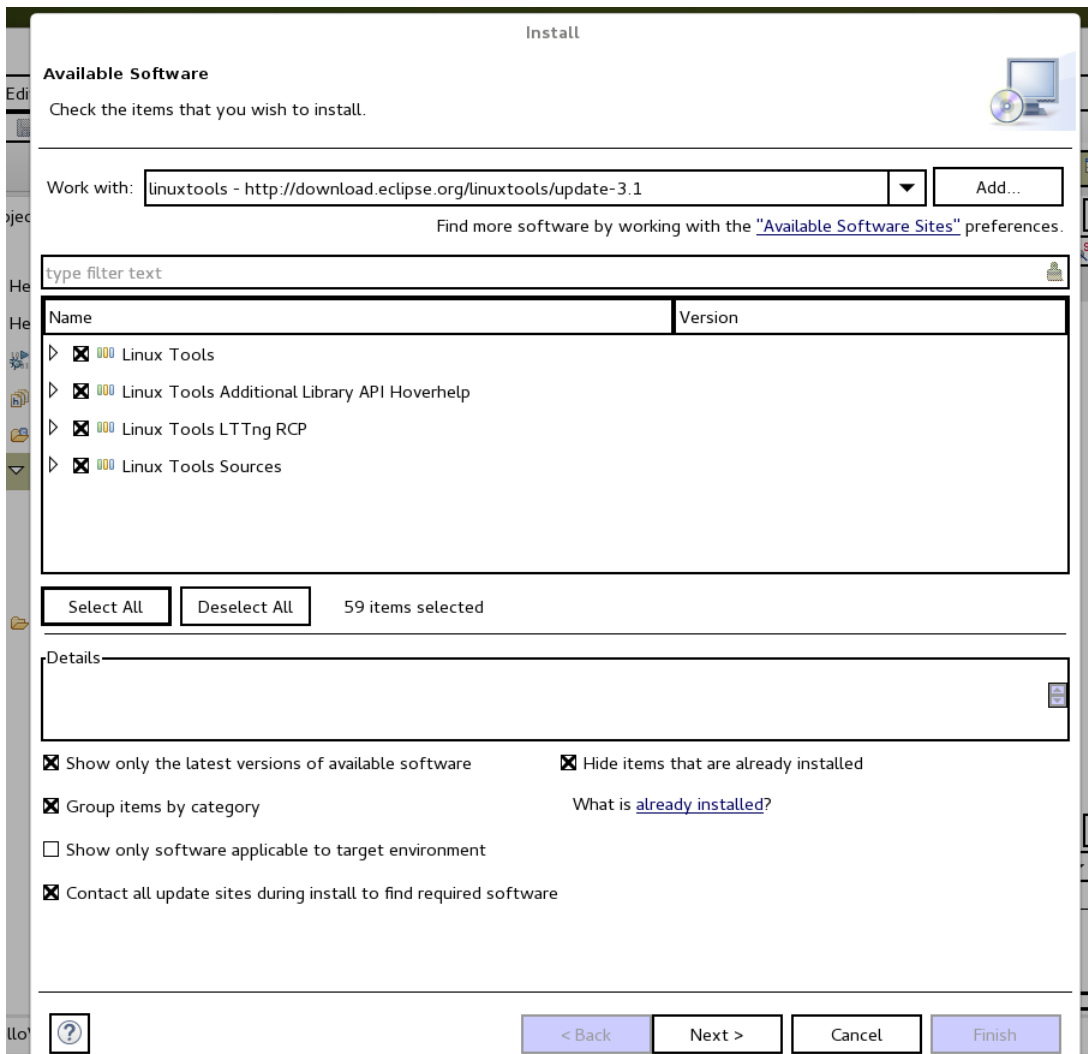 Install
Available Software
Check the items that you wish to install.
Edi
Work with: linuxtools - http://download.eclipse.org/linuxtools/update-3.1 Add...
ojec
Find more software by working with the "Available Software Sites" preferences.
type filter text
He
Name Version
He
Linux Tools
Linux Tools Additional Library API Hoverhelp
Linux Tools LTTng RCP
Linux Tools Sources
Select All Deselect All 59 items selected
Details
Show only the latest versions of available software Hide items that are already installed
Group items by category What is already installed?
Show only software applicable to target environment
Contact all update sites during install to find required software
llo
? < Back Next > Cancel Finish